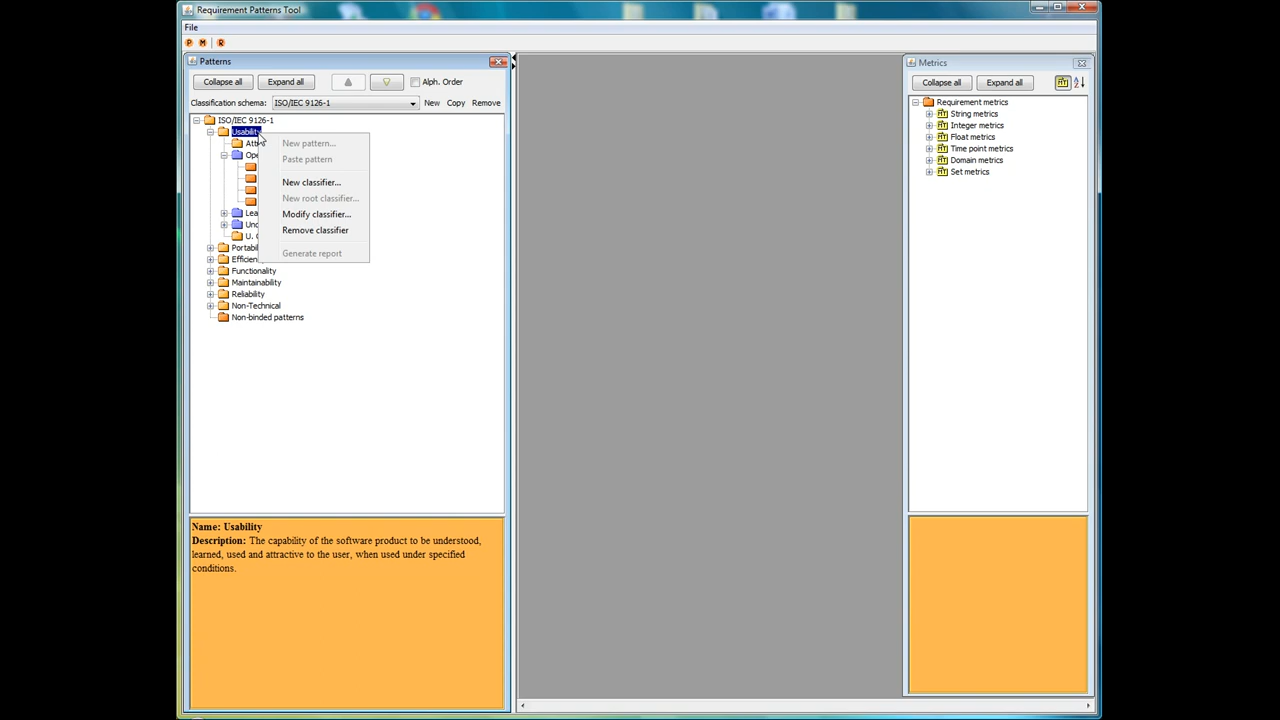 Requirement Patterns Tool
File
P M R
Patterns
Collapse all Expand all Alph. Order
Classification schema: ISO/IEC 9126-1 New Copy Remove
ISO/IEC 9126-1
Usability
New pattern...
Paste pattern
New classifier...
New root classifier...
Modify classifier...
Remove classifier
Generate report
Functionality
Maintainability
Reliability
Non-Technical
Non-binded patterns
Name: Usability
Description: The capability of the software product to be understood,
learned, used and attractive to the user, when used under specified
conditions.
Metrics
Collapse all Expand all
Requirement metrics
String metrics
Integer metrics
Float metrics
Time point metrics
Domain metrics
Set metrics